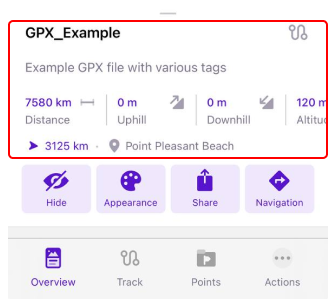 GPX_Example
Example GPX file with various tags
7580 km 0 m 0 m 120 m
Distance Uphill Downhill Altitud
3125 km · Point Pleasant Beach
Hide Appearance Share Navigation
Overview Track Points Actions